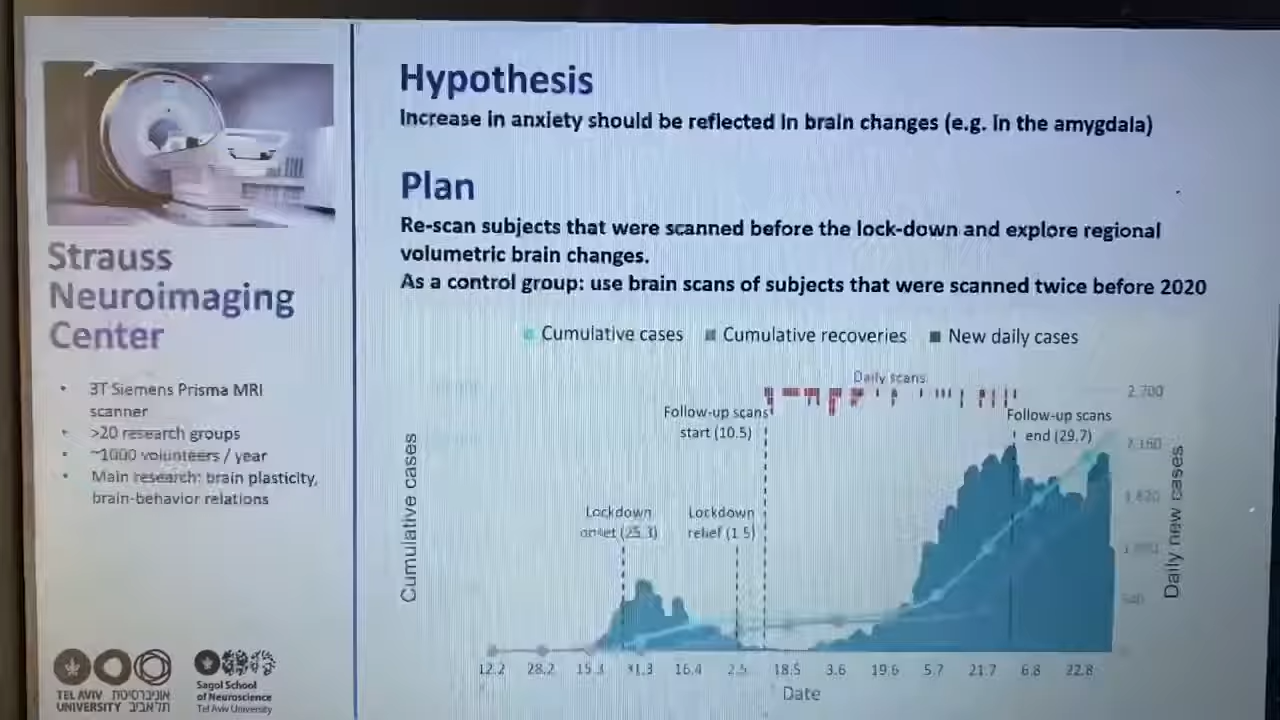 Strauss
Neuroimaging
Center
• 3T Siemens Prisma MRI
scanner
• >20 research groups
• ~1000 volunteers / year
• Main research: brain plasticity,
brain-behavior relations
TEL AVIV אוניברסיטת
UNIVERSITY תל אביב
Sagol School
of Neuroscience
Tel Aviv University
Hypothesis
Increase in anxiety should be reflected in brain changes (e.g. in the amygdala)
Plan
Re-scan subjects that were scanned before the lock-down and explore regional
volumetric brain changes.
As a control group: use brain scans of subjects that were scanned twice before 2020
Cumulative cases Cumulative recoveries New daily cases
Daily scans
Follow-up scans
start (10.5)
Follow-up scans
end (29.7)
Lockdown
onset (25.3)
Lockdown
relief (1.5)
Cumulative cases
2,700
2,160
1,620
540
Daily new cases
12.2 28.2 15.3 31.3 16.4 2.5 18.5 3.6 19.6 5.7 21.7 6.8 22.8
Date